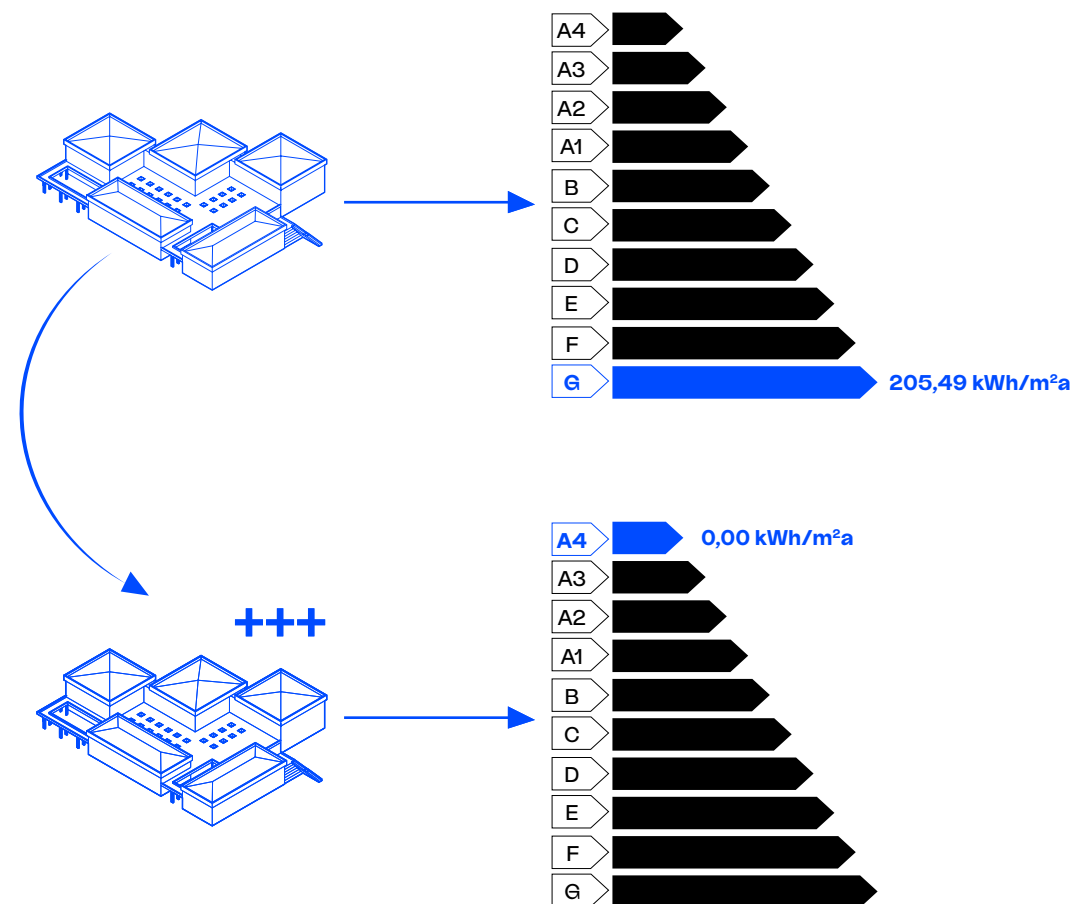 A4
A3
A2
A1
B
C
D
E
F
G 205,49 kWh/m²a
A4 0,00 kWh/m²a
+++
A3
A2
A1
B
C
D
E
F
G